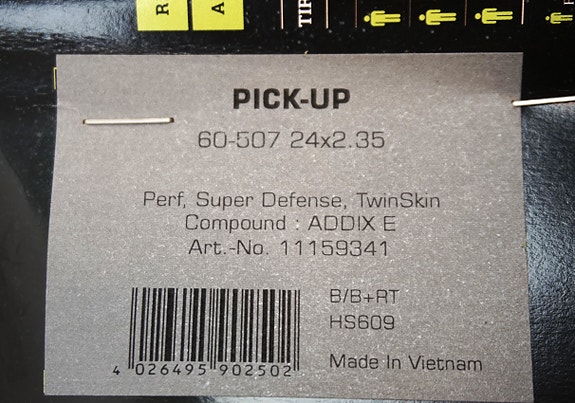 R
A
TIP
PICK-UP
60-507 24x2.35
Perf, Super Defense, TwinSkin
Compound : ADDIX E
Art.-No. 11159341
B/B+RT
HS609
Made In Vietnam
4 026495 902502